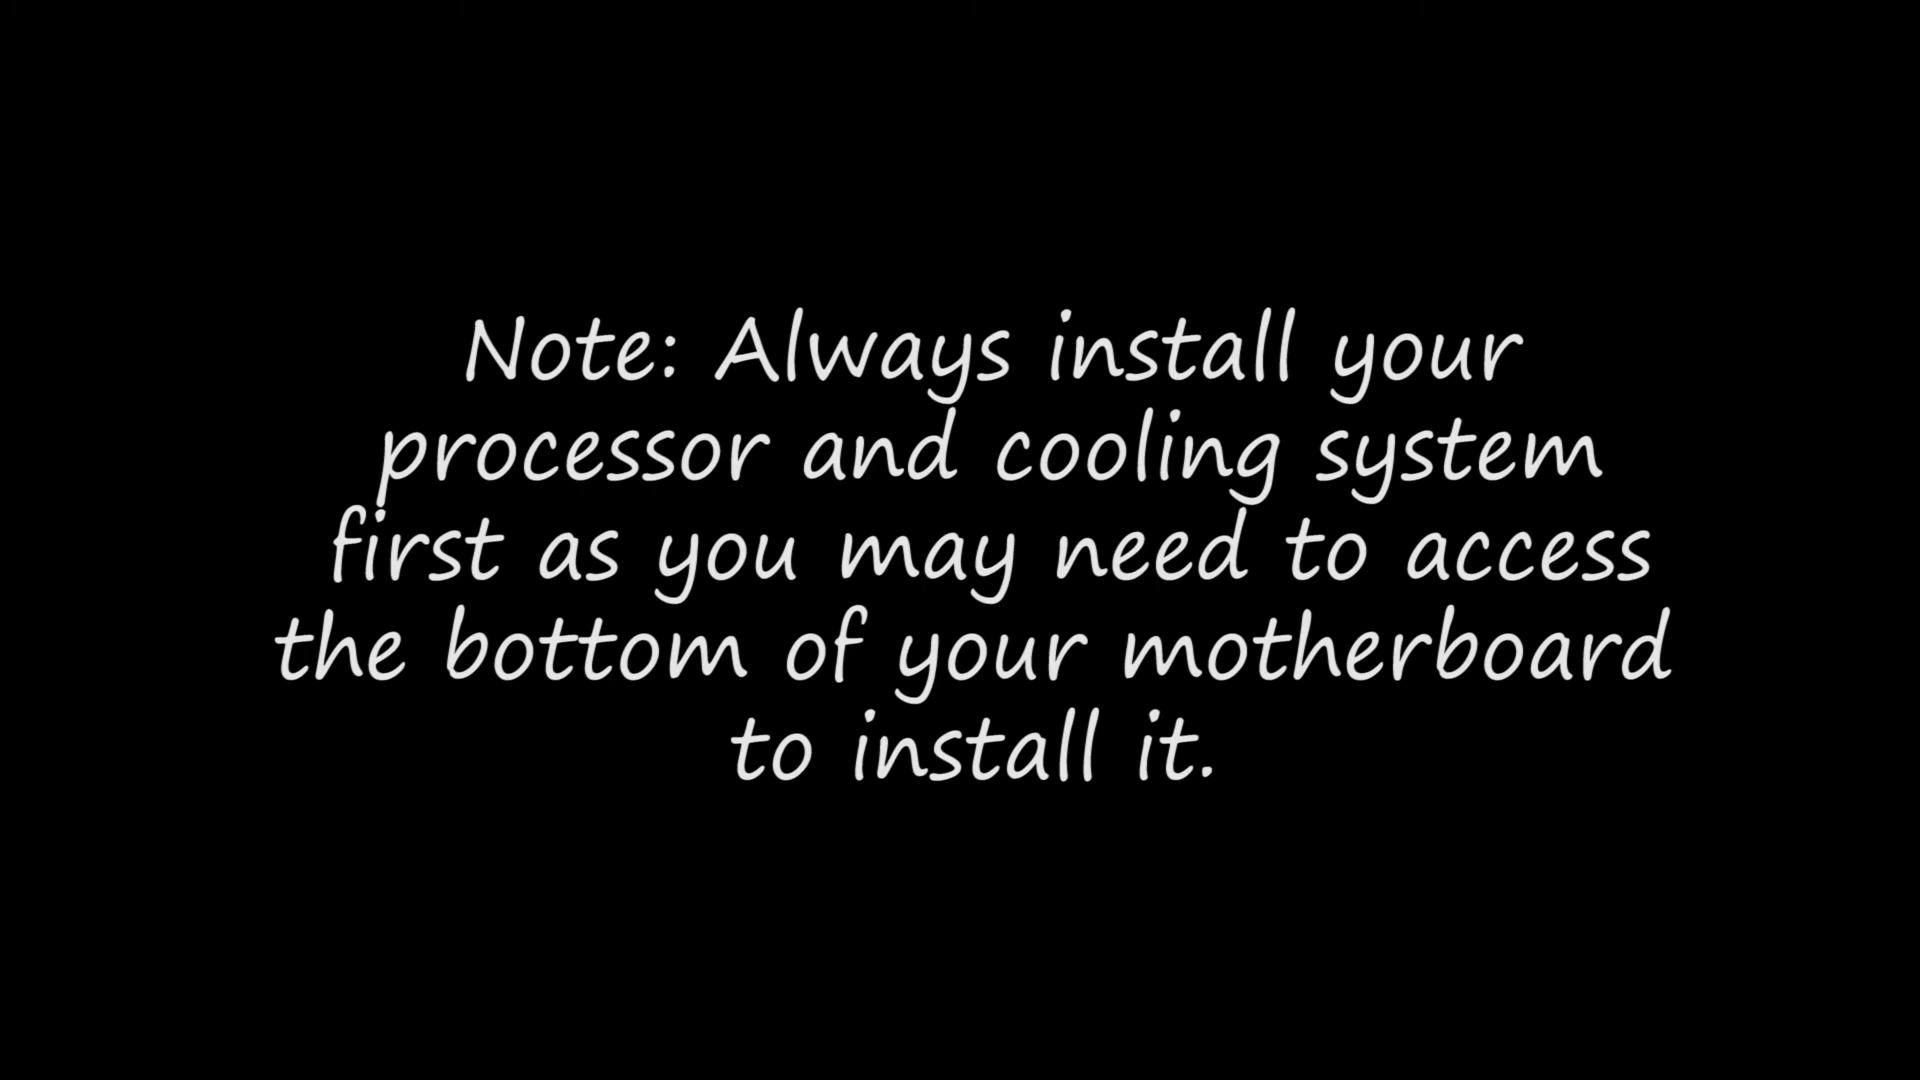 Note: Always install your
processor and cooling system
first as you may need to access
the bottom of your motherboard
to install it.